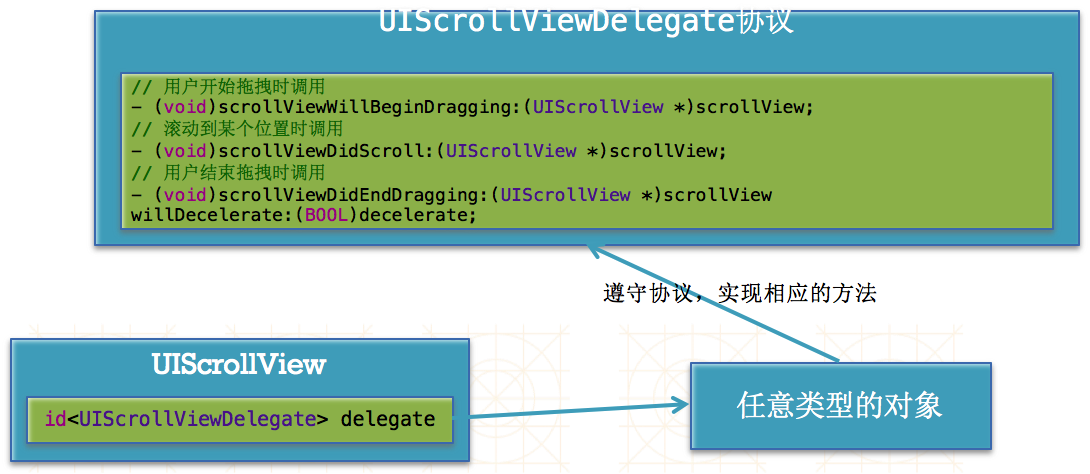 UIScrollViewDelegate协议
// 用户开始拖拽时调用
- (void)scrollViewWillBeginDragging:(UIScrollView *)scrollView;
// 滚动到某个位置时调用
- (void)scrollViewDidScroll:(UIScrollView *)scrollView;
// 用户结束拖拽时调用
- (void)scrollViewDidEndDragging:(UIScrollView *)scrollView
willDecelerate:(BOOL)decelerate;
遵守协议，实现相应的方法
UIScrollView
id<UIScrollViewDelegate> delegate
任意类型的对象